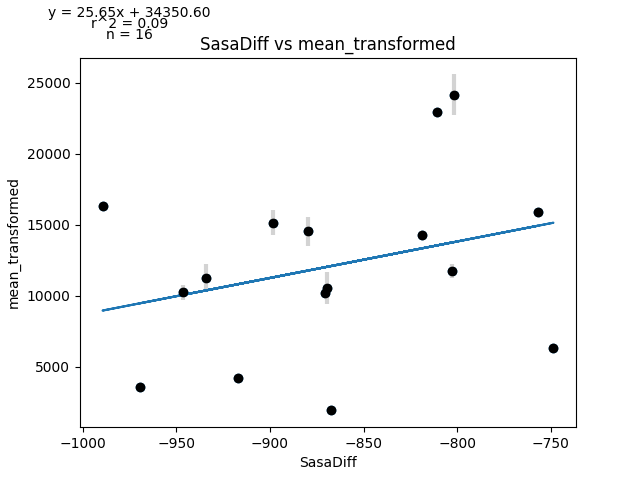 y = 25.65x + 34350.60
r^2 = 0.09
n = 16
SasaDiff vs mean_transformed
25000
20000
15000
10000
5000
mean_transformed
−1000
−950
−900
−850
−800
−750
SasaDiff